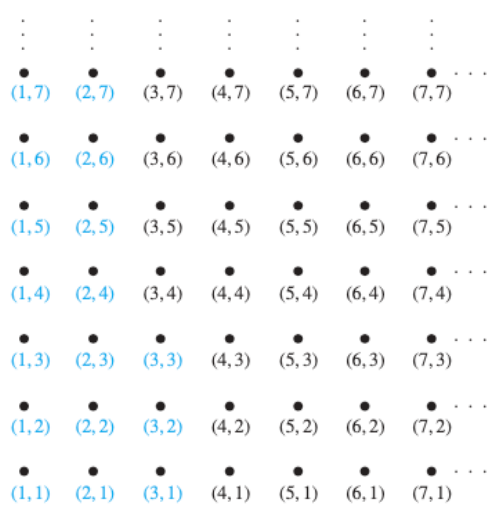 (1, 7) (2, 7) (3, 7) (4, 7) (5, 7) (6, 7) (7, 7)
(1, 6) (2, 6) (3, 6) (4, 6) (5, 6) (6, 6) (7, 6)
(1, 5) (2, 5) (3, 5) (4, 5) (5, 5) (6, 5) (7, 5)
(1, 4) (2, 4) (3, 4) (4, 4) (5, 4) (6, 4) (7, 4)
(1, 3) (2, 3) (3, 3) (4, 3) (5, 3) (6, 3) (7, 3)
(1, 2) (2, 2) (3, 2) (4, 2) (5, 2) (6, 2) (7, 2)
(1, 1) (2, 1) (3, 1) (4, 1) (5, 1) (6, 1) (7, 1)